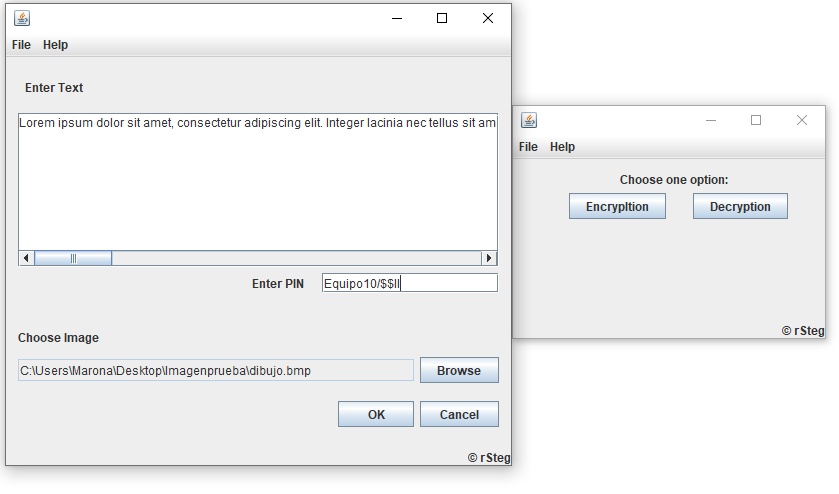 File Help
Enter Text
Lorem ipsum dolor sit amet, consectetur adipiscing elit. Integer lacinia nec tellus sit am
Enter PIN Equipo10/$$ll
Choose Image
C:\Users\Marona\Desktop\Imagenprueba\dibujo.bmp Browse
OK Cancel
© rSteg
File Help
Choose one option:
Encrypltion Decryption
© rSteg